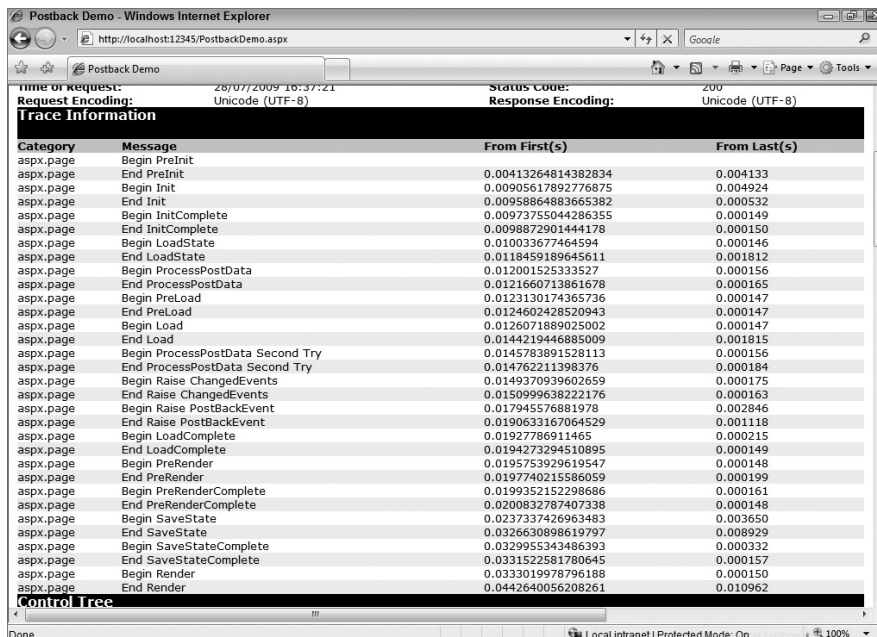 Postback Demo - Windows Internet Explorer
http://localhost:12345/PostbackDemo.aspx Google
Postback Demo Page Tools
Time of Request: 28/07/2009 16:37:21 Status Code: 200
Request Encoding: Unicode (UTF-8) Response Encoding: Unicode (UTF-8)
Trace Information
Category Message From First(s) From Last(s)
aspx.page Begin PreInit
aspx.page End PreInit 0.00413264814382834 0.004133
aspx.page Begin Init 0.00905617892776875 0.004924
aspx.page End Init 0.00958864883665382 0.000532
aspx.page Begin InitComplete 0.00973755044286355 0.000149
aspx.page End InitComplete 0.0098872901444178 0.000150
aspx.page Begin LoadState 0.010033677464594 0.000146
aspx.page End LoadState 0.0118459189645611 0.001812
aspx.page Begin ProcessPostData 0.012001525333527 0.000156
aspx.page End ProcessPostData 0.0121660713861678 0.000165
aspx.page Begin PreLoad 0.0123130174365736 0.000147
aspx.page End PreLoad 0.0124602428520943 0.000147
aspx.page Begin Load 0.0126071889025002 0.000147
aspx.page End Load 0.0144219446885009 0.001815
aspx.page Begin ProcessPostData Second Try 0.0145783891528113 0.000156
aspx.page End ProcessPostData Second Try 0.014762211398376 0.000184
aspx.page Begin Raise ChangedEvents 0.0149370939602659 0.000175
aspx.page End Raise ChangedEvents 0.0150999638222176 0.000163
aspx.page Begin Raise PostBackEvent 0.017945576881978 0.002846
aspx.page End Raise PostBackEvent 0.0190633167064529 0.001118
aspx.page Begin LoadComplete 0.01927786911465 0.000215
aspx.page End LoadComplete 0.0194273294510895 0.000149
aspx.page Begin PreRender 0.0195753929619547 0.000148
aspx.page End PreRender 0.0197740215586059 0.000199
aspx.page Begin PreRenderComplete 0.0199352152298686 0.000161
aspx.page End PreRenderComplete 0.0200832787407338 0.000148
aspx.page Begin SaveState 0.0237337426963483 0.003650
aspx.page End SaveState 0.0326630898619797 0.008929
aspx.page Begin SaveStateComplete 0.0329955343486393 0.000332
aspx.page End SaveStateComplete 0.0331522581780645 0.000157
aspx.page Begin Render 0.0333019978796188 0.000150
aspx.page End Render 0.0442640056208261 0.010962
Control Tree
Done Local intranet | Protected Mode: On 100%